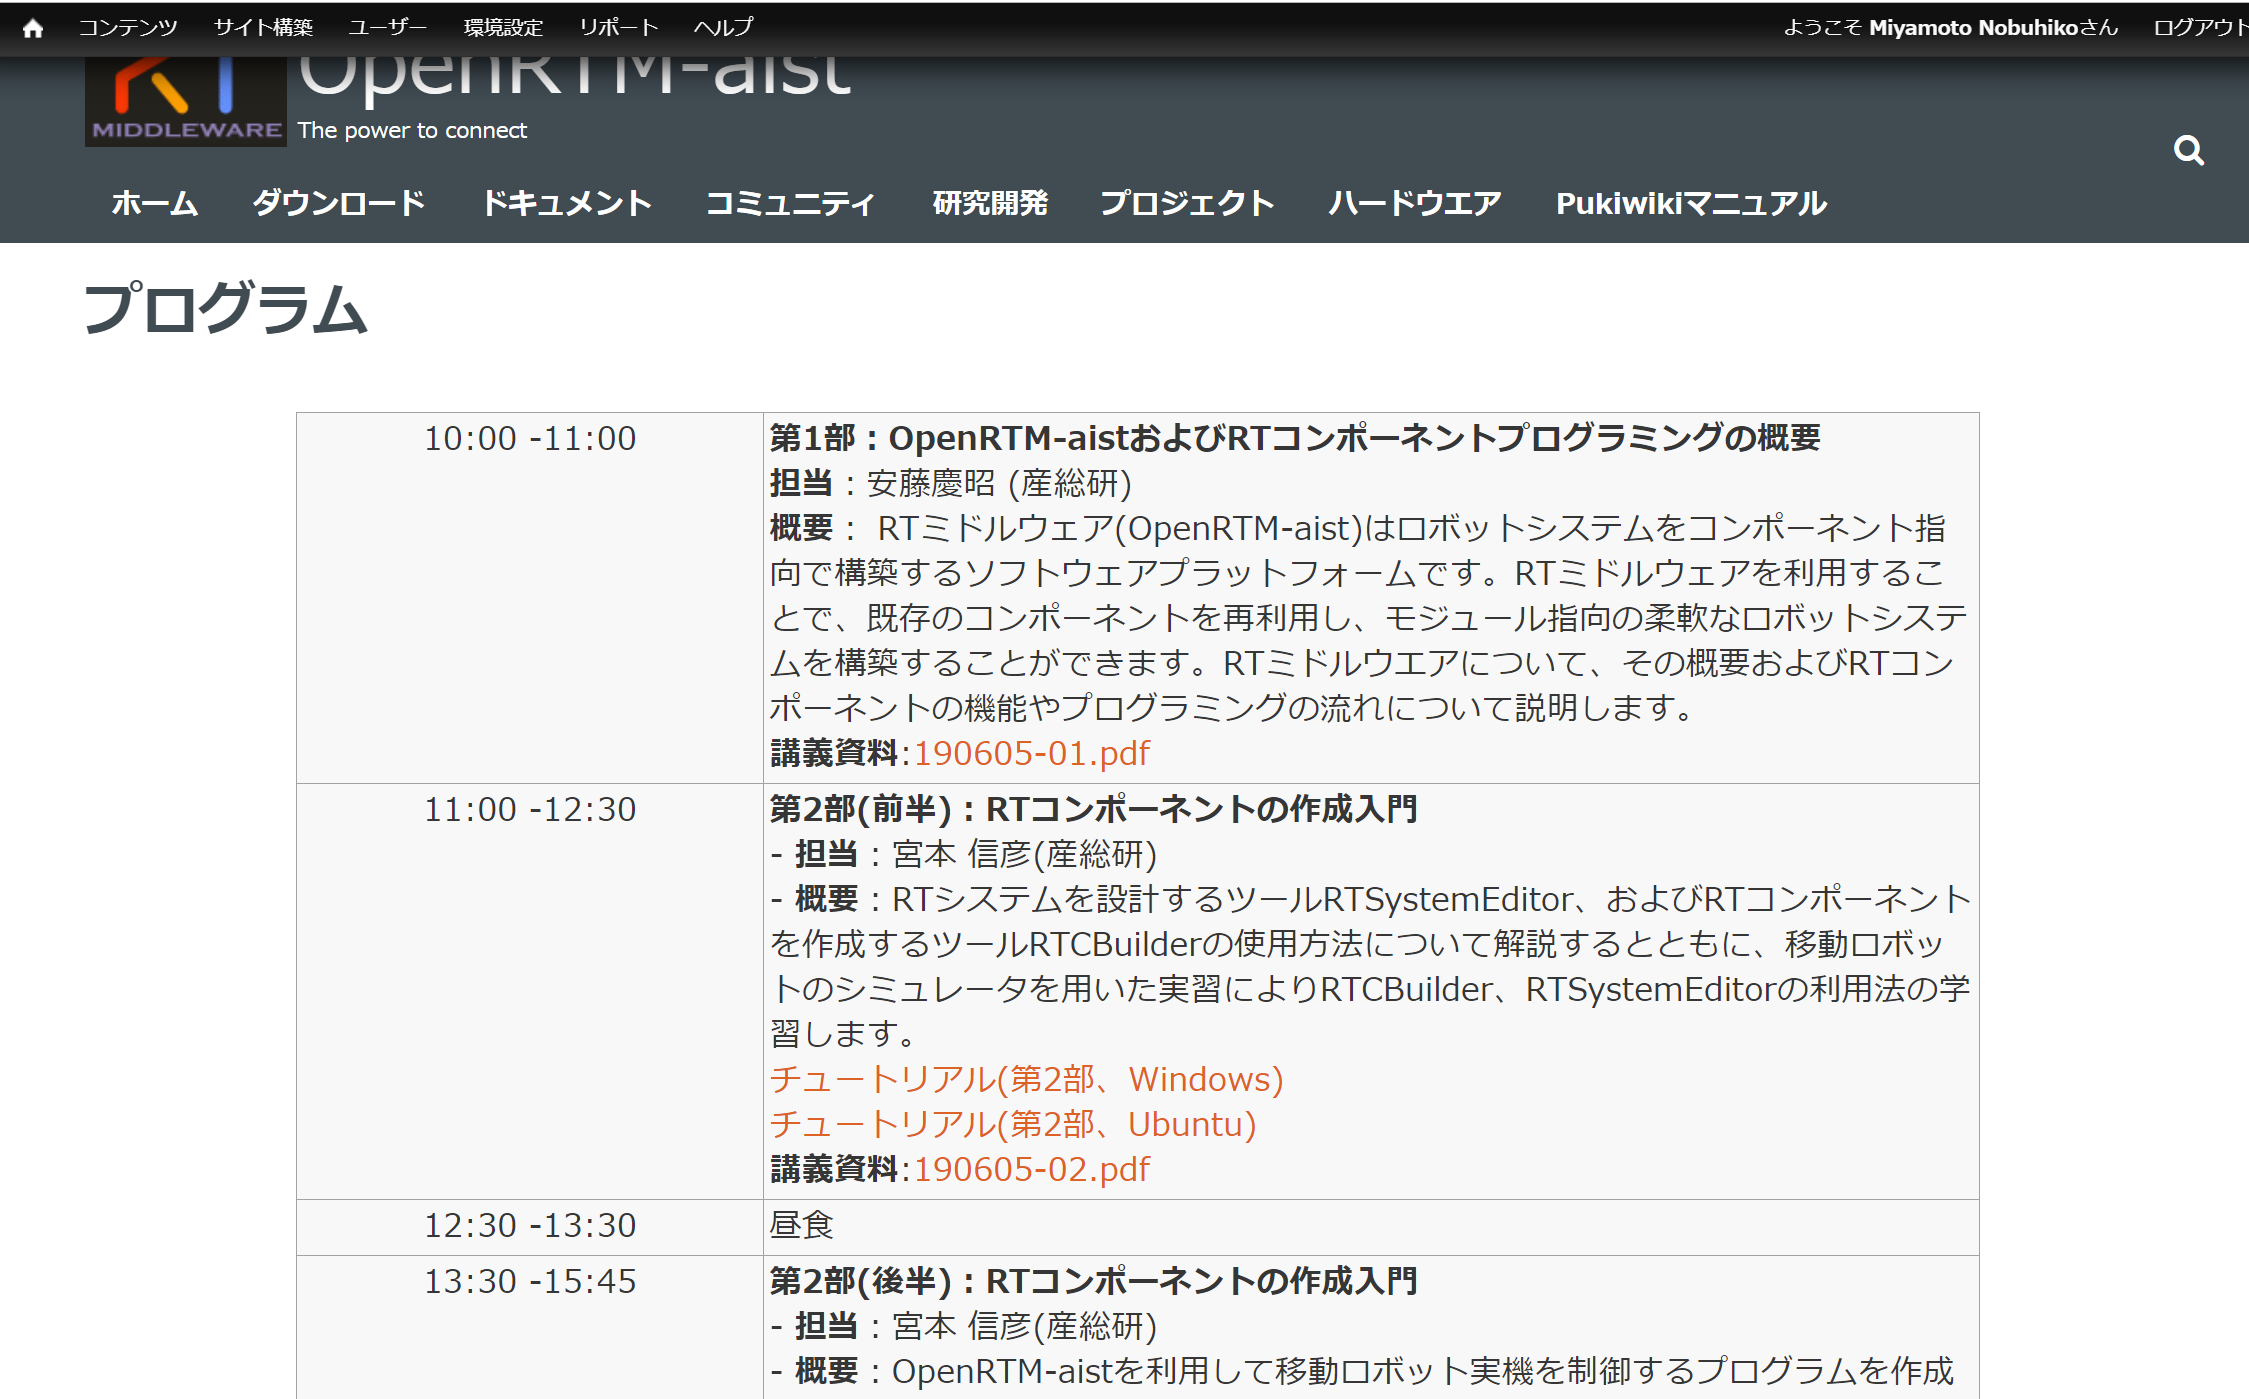 コンテンツ サイト構築 ユーザー 環境設定 リポート ヘルプ ようこそ Miyamoto Nobuhikoさん ログアウト
OpenRTM-aist
MIDDLEWARE
The power to connect
ホーム ダウンロード ドキュメント コミュニティ 研究開発 プロジェクト ハードウエア Pukiwikiマニュアル
プログラム
10:00 -11:00
第1部 : OpenRTM-aistおよびRTコンポーネントプログラミングの概要
担当 : 安藤慶昭 (産総研)
概要 : RTミドルウェア(OpenRTM-aist)はロボットシステムをコンポーネント指
向で構築するソフトウェアプラットフォームです。RTミドルウェアを利用するこ
とで、既存のコンポーネントを再利用し、モジュール指向の柔軟なロボットシステ
ムを構築することができます。RTミドルウエアについて、その概要およびRTコン
ポーネントの機能やプログラミングの流れについて説明します。
講義資料:190605-01.pdf
11:00 -12:30
第2部(前半) : RTコンポーネントの作成入門
- 担当 : 宮本 信彦(産総研)
- 概要 : RTシステムを設計するツールRTSystemEditor、およびRTコンポーネント
を作成するツールRTCBuilderの使用方法について解説するとともに、移動ロボッ
トのシミュレータを用いた実習によりRTCBuilder、RTSystemEditorの利用法の学
習します。
チュートリアル(第2部、Windows)
チュートリアル(第2部、Ubuntu)
講義資料:190605-02.pdf
12:30 -13:30
昼食
13:30 -15:45
第2部(後半) : RTコンポーネントの作成入門
- 担当 : 宮本 信彦(産総研)
- 概要 : OpenRTM-aistを利用して移動ロボット実機を制御するプログラムを作成